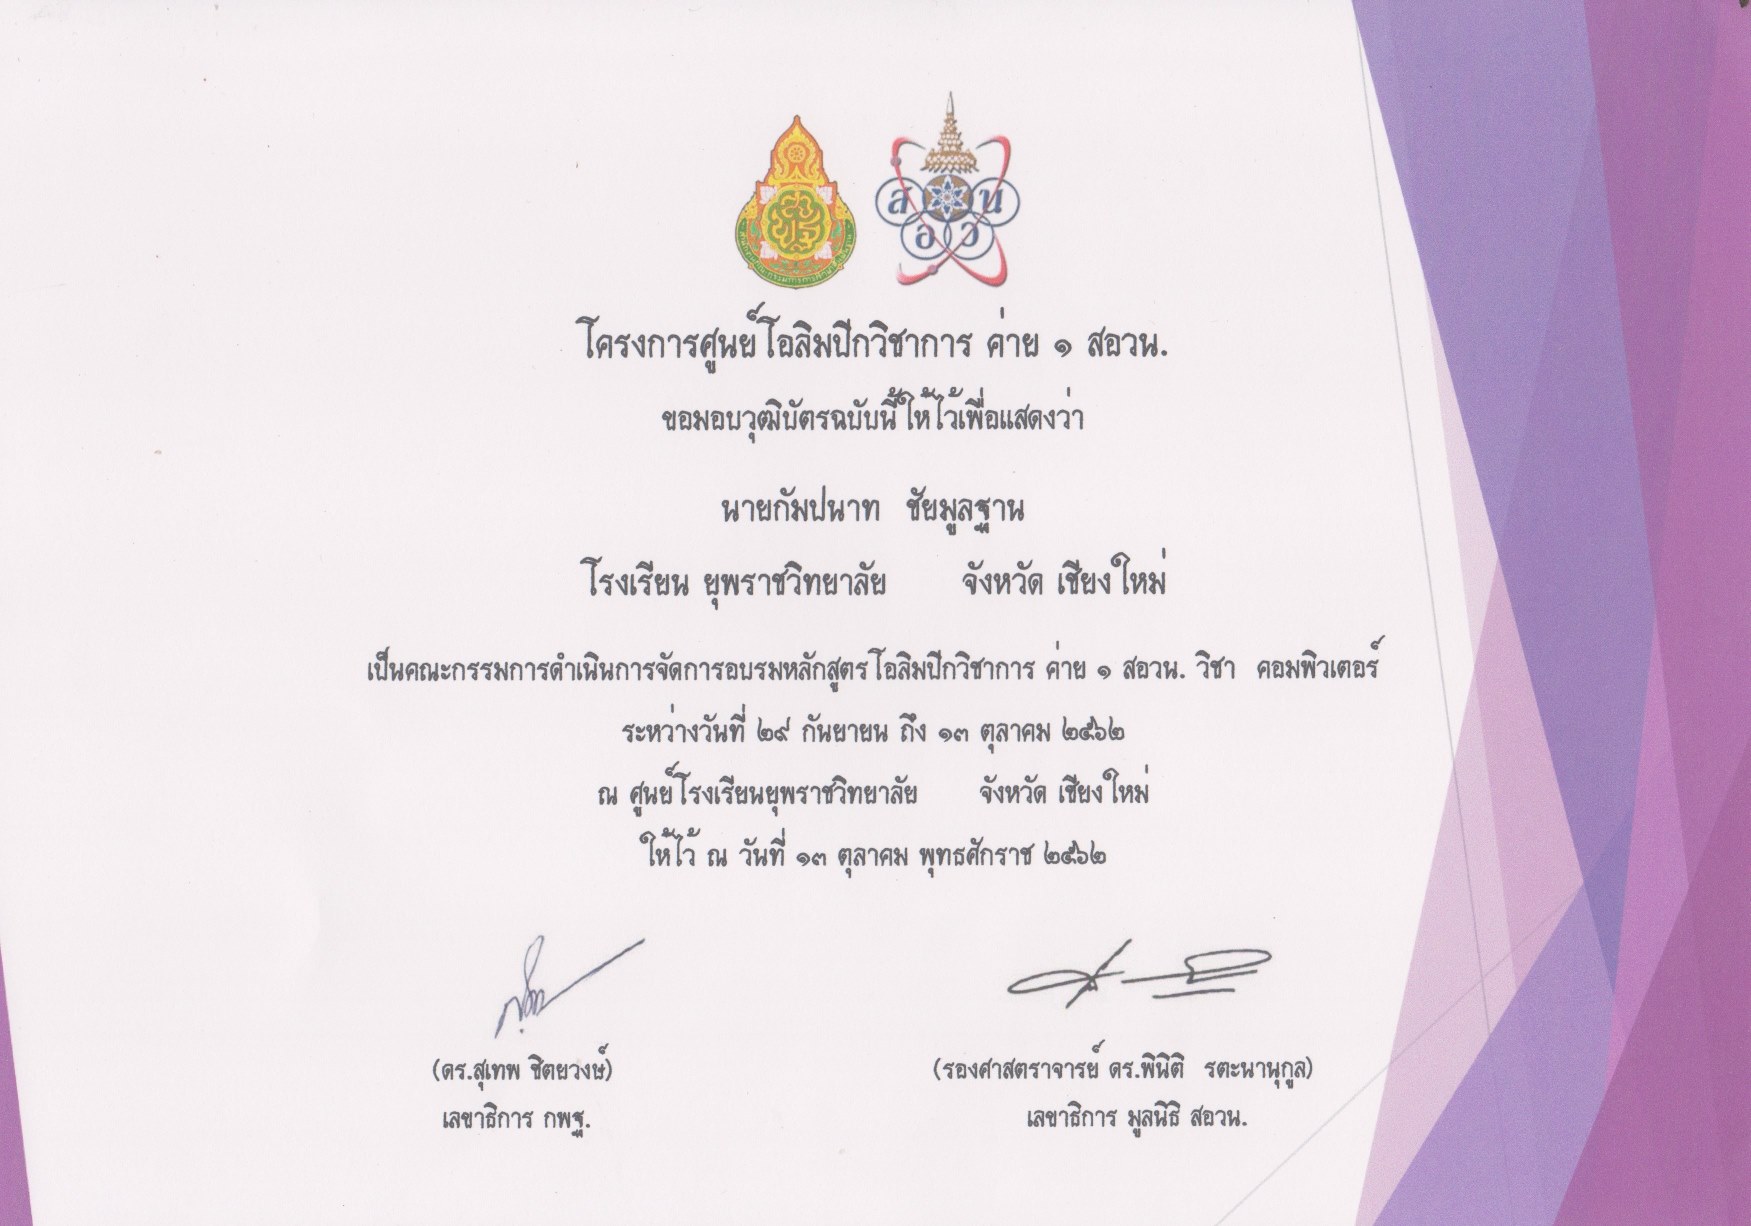 ส อ ว น
โครงการศูนย์โอลิมปิกวิชาการ ค่าย ๑ สอวน.
ขอมอบวุฒิบัตรฉบับนี้ให้ไว้เพื่อแสดงว่า
นายกัมปนาท ชัยมูลฐาน
โรงเรียน ยุพราชวิทยาลัย จังหวัด เชียงใหม่
เป็นคณะกรรมการดำเนินการจัดการอบรมหลักสูตรโอลิมปิกวิชาการ ค่าย ๑ สอวน. วิชา คอมพิวเตอร์
ระหว่างวันที่ ๒๙ กันยายน ถึง ๑๓ ตุลาคม ๒๕๖๒
ณ ศูนย์โรงเรียนยุพราชวิทยาลัย จังหวัด เชียงใหม่
ให้ไว้ ณ วันที่ ๑๓ ตุลาคม พุทธศักราช ๒๕๖๒
(ดร.สุเทพ ชิตยวงษ์)
เลขาธิการ กพฐ.
(รองศาสตราจารย์ ดร.พินิติ รตะนานุกูล)
เลขาธิการ มูลนิธิ สอวน.